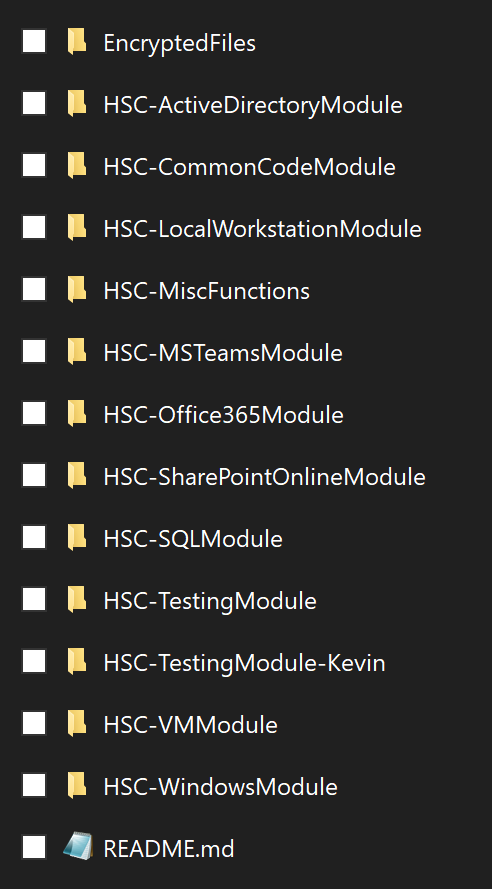 EncryptedFiles
HSC-ActiveDirectoryModule
HSC-CommonCodeModule
HSC-LocalWorkstationModule
HSC-MiscFunctions
HSC-MSTeamsModule
HSC-Office365Module
HSC-SharePointOnlineModule
HSC-SQLModule
HSC-TestingModule
HSC-TestingModule-Kevin
HSC-VMModule
HSC-WindowsModule
README.md